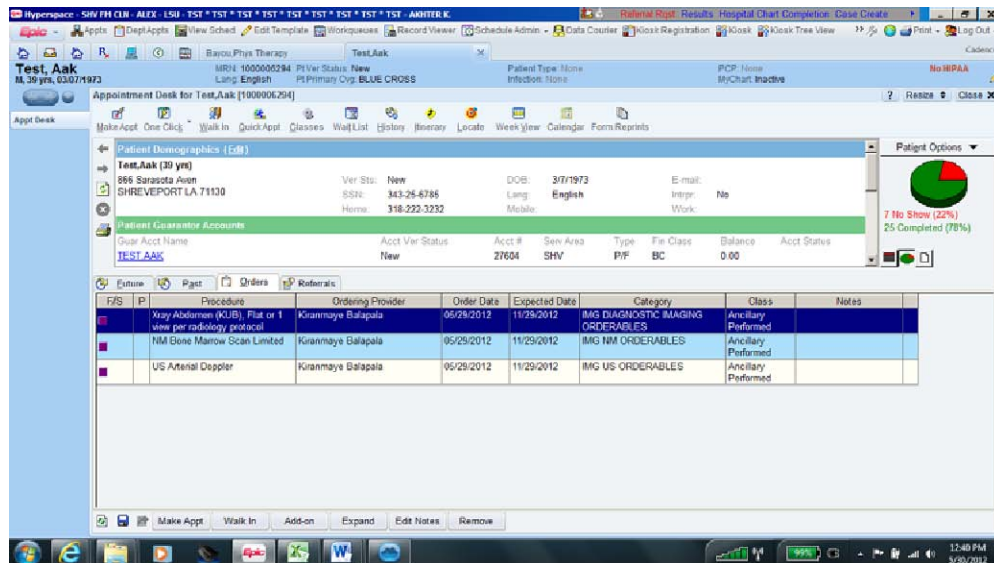 Hyperspace - SHV FH CLN - ALEX - LSU - TST * TST * TST * TST * TST * TST * TST * TST * TST - AKHTER K.
Referral Rqst Results Hospital Chart Completion Case Create
Epic Appts Dept Appts View Sched Edit Template Workqueues Record Viewer Schedule Admin Data Courier Kiosk Registration Kiosk Kiosk Tree View Print Log Out
Bayou,Phys Therapy Test,Aak Cadenc
Test, Aak MRN: 1000006294 Pt Ver Status: New Patient Type: None PCP: None No HIPAA
M, 39 yrs, 03/07/1973 Lang: English Pt Primary Cvg: BLUE CROSS Infection: None MyChart: Inactive
Appointment Desk for Test,Aak [1000006294] ? Resize Close X
Appt Desk
Make Appt One Click Walk In Quick Appt Classes Wait List History Itinerary Locate Week View Calendar Form Reprints
Patient Demographics (Edit) Patient Options
Test,Aak (39 yrs)
866 Sarasota Aven Ver Sts: New DOB: 3/7/1973 E-mail:
SHREVEPORT LA 71130 SSN: 343-25-6785 Lang: English Intrpr: No
Home: 318-222-3232 Mobile: Work:
7 No Show (22%)
25 Completed (78%)
Patient Guarantor Accounts
Guar Acct Name Acct Ver Status Acct # Serv Area Type Fin Class Balance Acct Status
TEST,AAK New 27604 SHV P/F BC 0.00
Future Past Orders Referrals
F/S P Procedure Ordering Provider Order Date Expected Date Category Class Notes
Xray Abdomen (KUB), Flat or 1 view per radiology protocol Kiranmaye Balapala 05/29/2012 11/29/2012 IMG DIAGNOSTIC IMAGING ORDERABLES Ancillary Performed
NM Bone Marrow Scan Limited Kiranmaye Balapala 05/29/2012 11/29/2012 IMG NM ORDERABLES Ancillary Performed
US Arterial Doppler Kiranmaye Balapala 05/29/2012 11/29/2012 IMG US ORDERABLES Ancillary Performed
Make Appt Walk In Add-on Expand Edit Notes Remove
Epic 99% 12:40 PM
5/30/2012